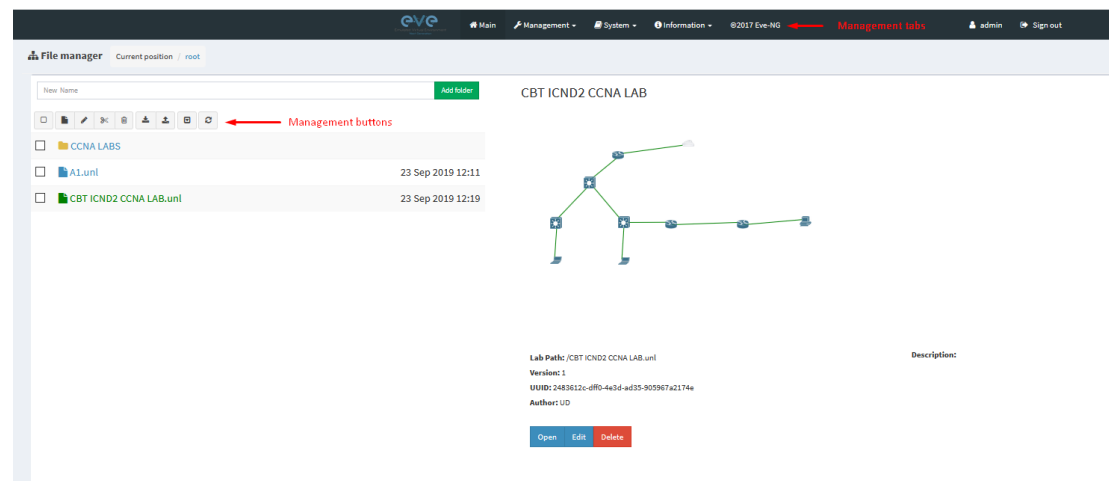 eve
Main Management System Information ©2017 Eve-NG Management tabs admin Sign out
File manager Current position / root
New Name Add folder
CBT ICND2 CCNA LAB
Management buttons
CCNA LABS
A1.unl 23 Sep 2019 12:11
CBT ICND2 CCNA LAB.unl 23 Sep 2019 12:19
Lab Path: /CBT ICND2 CCNA LAB.unl
Description:
Version: 1
UUID: 2483612c-dff0-4e3d-ad35-905967a2174e
Author: UD
Open Edit Delete